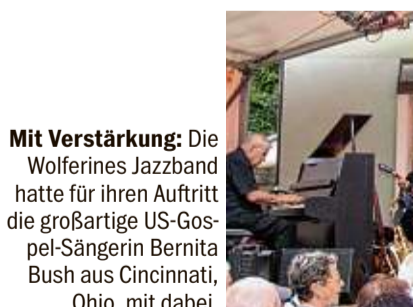 Mit Verstärkung: Die
Wolferines Jazzband
hatte für ihren Auftritt
die großartige US-Gos-
pel-Sängerin Bernita
Bush aus Cincinnati,
Ohio, mit dabei.